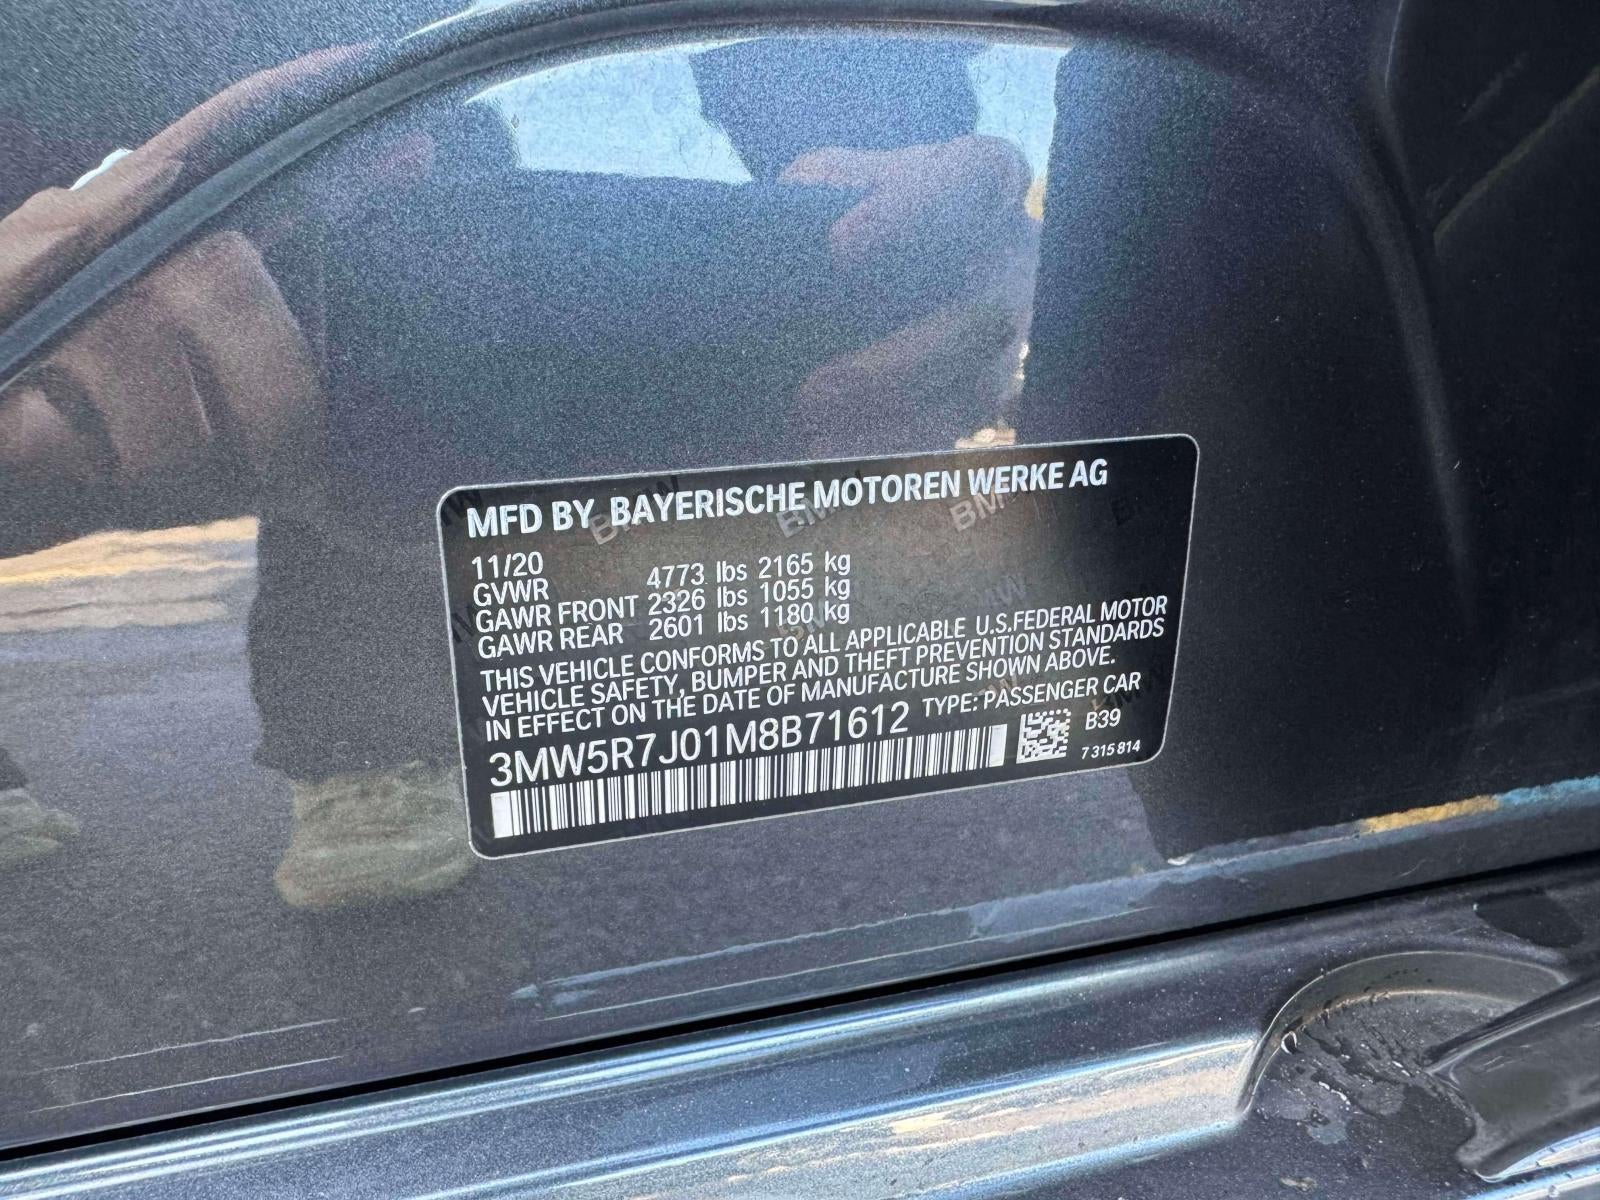 MFD BY BAYERISCHE MOTOREN WERKE AG
11/20
GVWR 4773 lbs 2165 kg
GAWR FRONT 2326 lbs 1055 kg
GAWR REAR 2601 lbs 1180 kg
THIS VEHICLE CONFORMS TO ALL APPLICABLE U.S.FEDERAL MOTOR
VEHICLE SAFETY, BUMPER AND THEFT PREVENTION STANDARDS
IN EFFECT ON THE DATE OF MANUFACTURE SHOWN ABOVE.
3MW5R7J01M8B71612 TYPE: PASSENGER CAR
B39
7 315 814